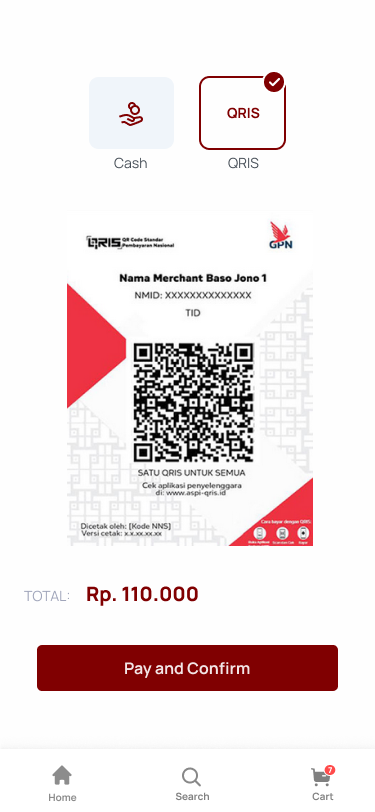 QRIS
Cash
QRIS
QRIS QR Code Standar
Pembayaran Nasional
GPN
Nama Merchant Baso Jono 1
NMID: XXXXXXXXXXXXXX
TID
SATU QRIS UNTUK SEMUA
Cek aplikasi penyelenggara
di: www.aspi-qris.id
Dicetak oleh: [Kode NNS]
Versi cetak: x.x.xx.xx.xx
Cara bayar dengan QRIS:
TOTAL: Rp. 110.000
Pay and Confirm
7
Home
Search
Cart